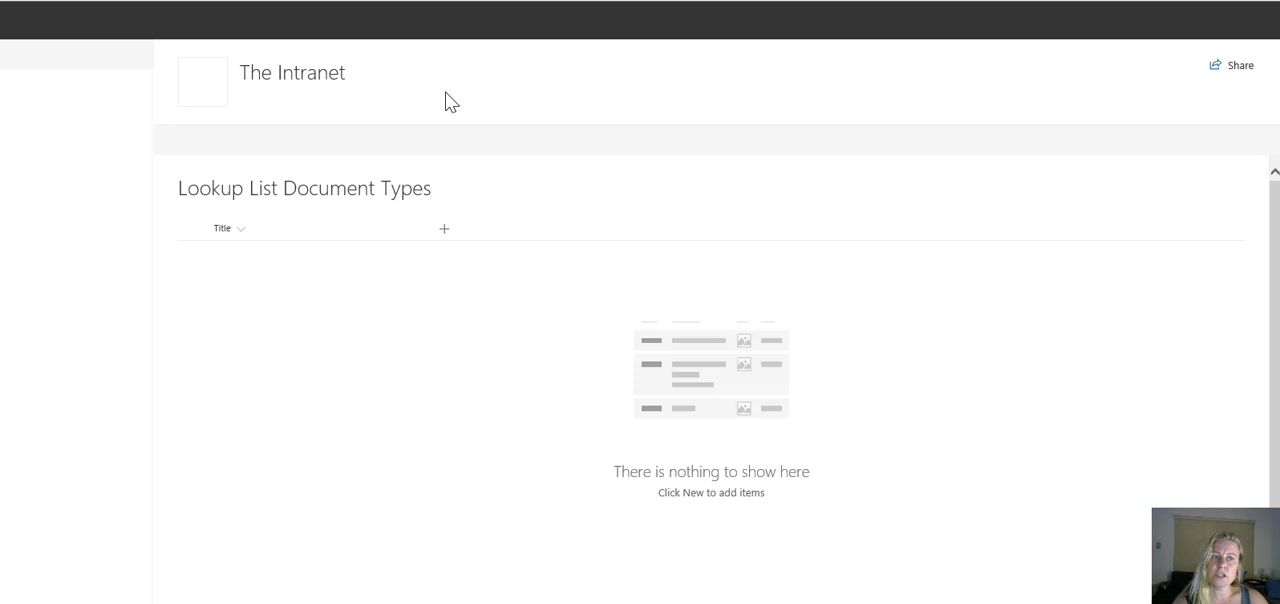 The Intranet
Share
Lookup List Document Types
Title
There is nothing to show here
Click New to add items